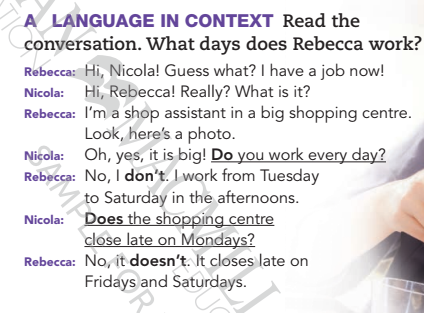 A LANGUAGE IN CONTEXT Read the
conversation. What days does Rebecca work?
Rebecca: Hi, Nicola! Guess what? I have a job now!
Nicola: Hi, Rebecca! Really? What is it?
Rebecca: I'm a shop assistant in a big shopping centre.
Look, here's a photo.
Nicola: Oh, yes, it is big! Do you work every day?
Rebecca: No, I don't. I work from Tuesday
to Saturday in the afternoons.
Nicola: Does the shopping centre
close late on Mondays?
Rebecca: No, it doesn't. It closes late on
Fridays and Saturdays.